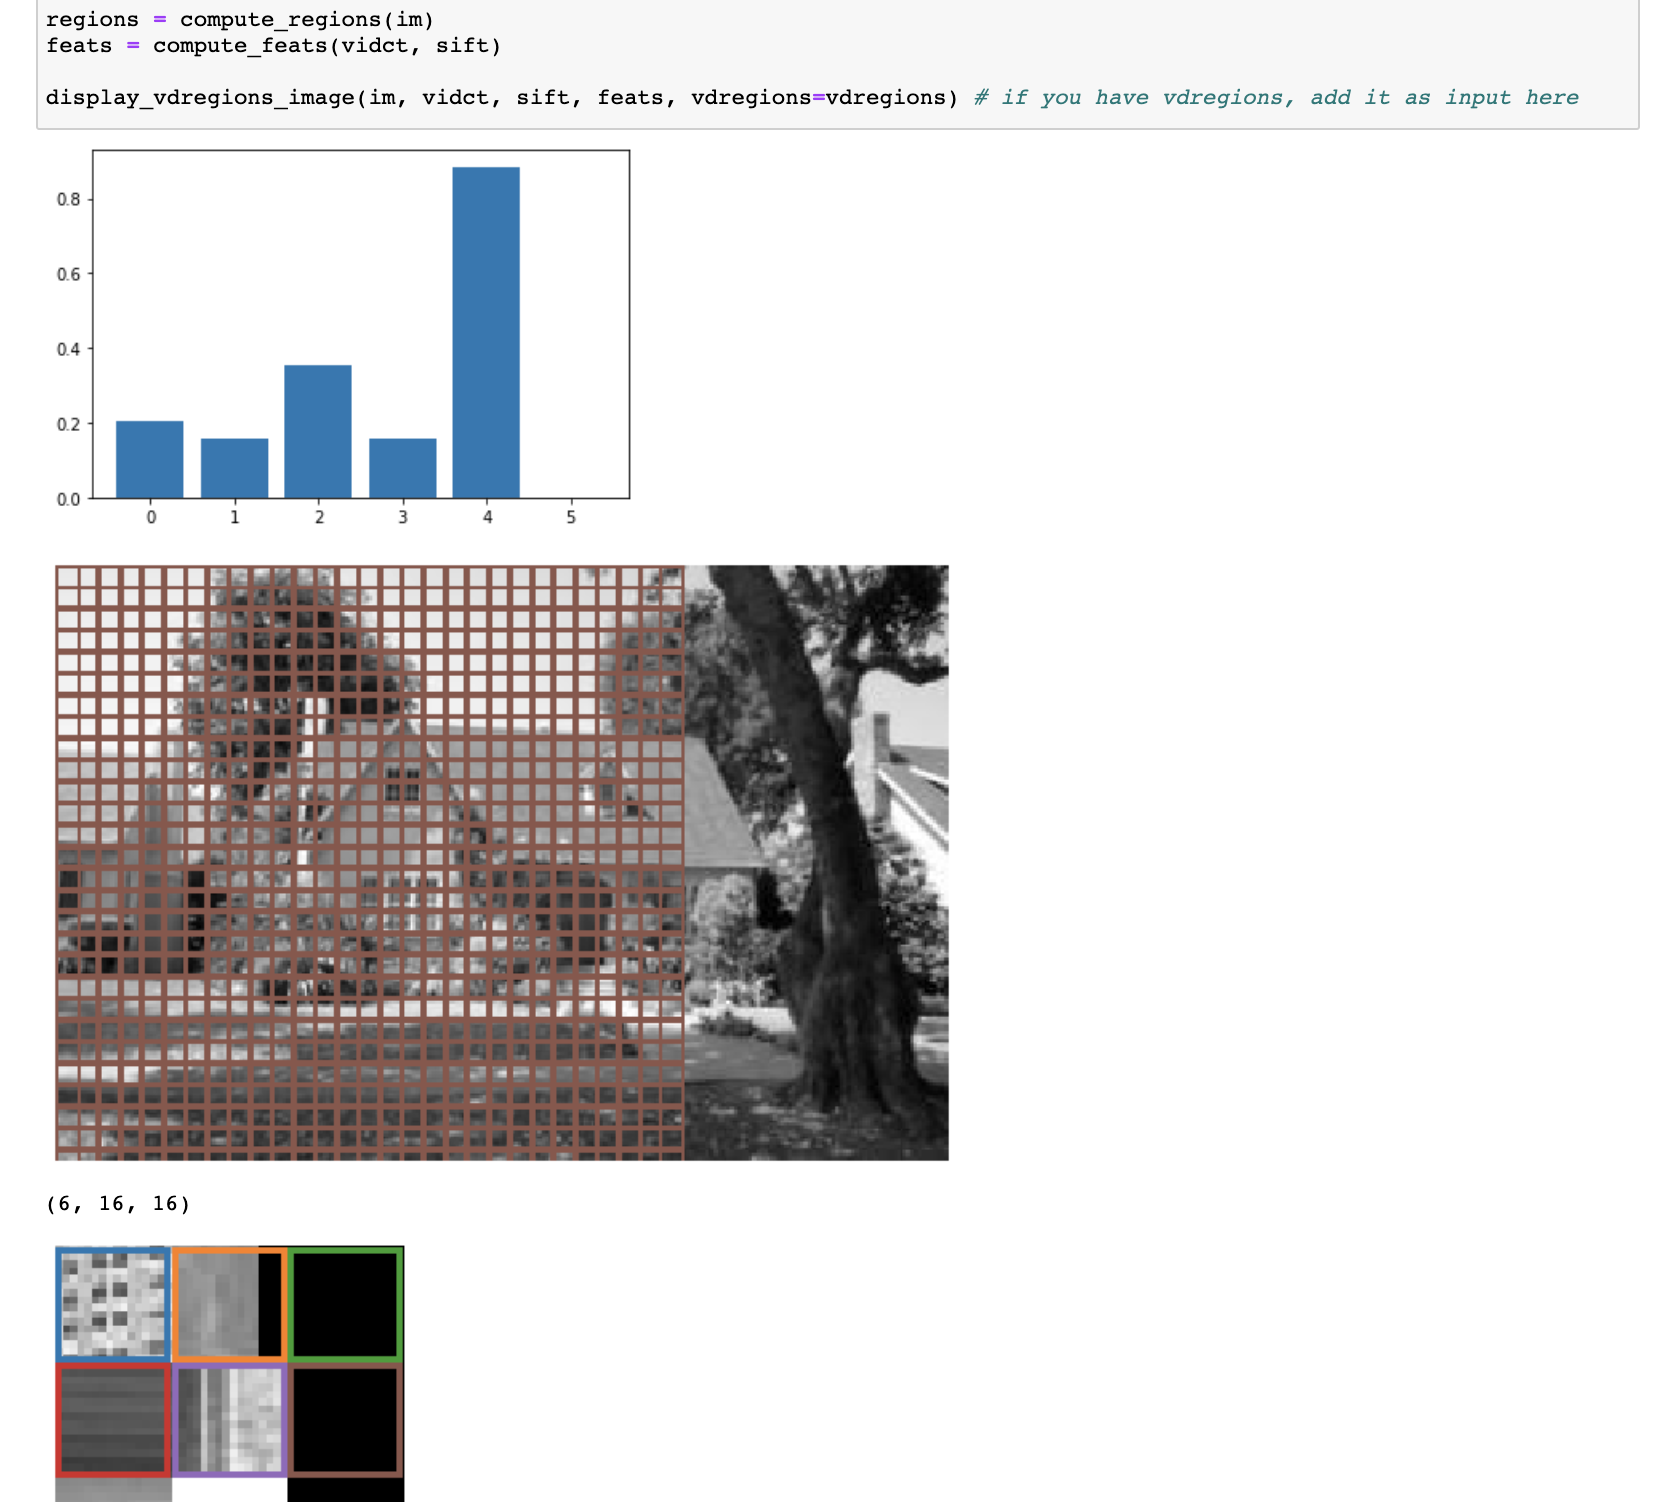 regions = compute_regions(im)
feats = compute_feats(vidct, sift)
display_vdregions_image(im, vidct, sift, feats, vdregions=vdregions) # if you have vdregions, add it as input here
0.8
0.6
0.4
0.2
0.0
0 1 2 3 4 5
(6, 16, 16)